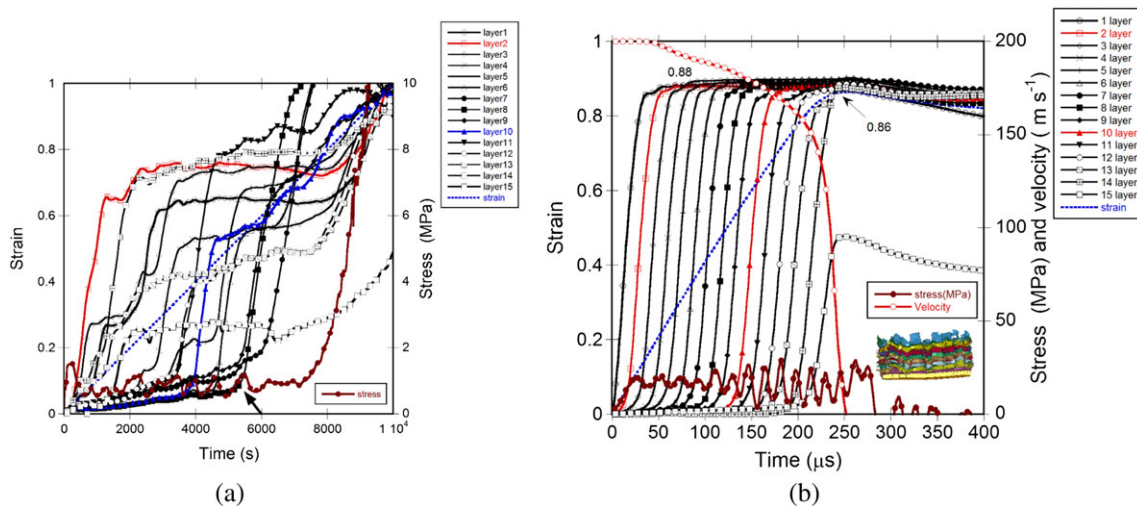 layer1
layer2
layer3
layer4
layer5
layer6
layer7
layer8
layer9
layer10
layer11
layer12
layer13
layer14
layer15
strain
stress
Strain
1
0.8
0.6
0.4
0.2
0
10
8
6
4
2
0
Stress (MPa)
0 2000 4000 6000 8000 1 10⁴
Time (s)
(a)
1 layer
2 layer
3 layer
4 layer
5 layer
6 layer
7 layer
8 layer
9 layer
10 layer
11 layer
12 layer
13 layer
14 layer
15 layer
strain
0.88
0.86
stress(MPa)
Velocity
Strain
1
0.8
0.6
0.4
0.2
0
200
150
100
50
0
Stress (MPa) and velocity ( m s⁻¹)
0 50 100 150 200 250 300 350 400
Time (μs)
(b)